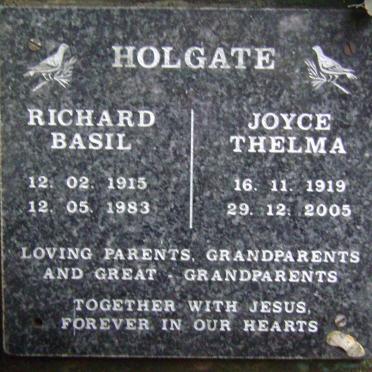 HOLGATE
RICHARD
BASIL
12. 02. 1915
12. 05. 1983
JOYCE
THELMA
16. 11. 1919
29. 12. 2005
LOVING PARENTS, GRANDPARENTS
AND GREAT - GRANDPARENTS
TOGETHER WITH JESUS,
FOREVER IN OUR HEARTS